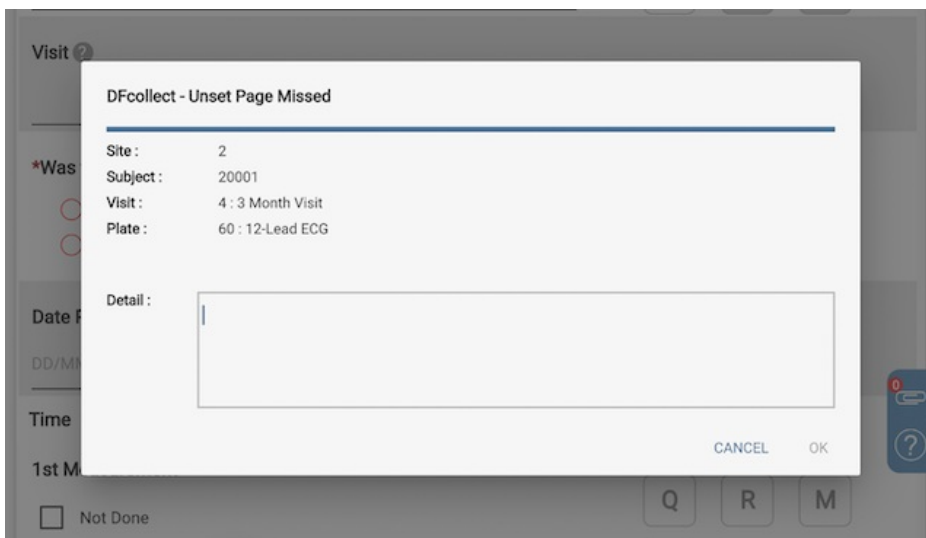 Visit ?
DFcollect - Unset Page Missed
Site : 2
Subject : 20001
*Was
Visit : 4 : 3 Month Visit
Plate : 60 : 12-Lead ECG
Detail :
Date
DD/M
0
Time
?
CANCEL OK
1st M
Q R M
Not Done